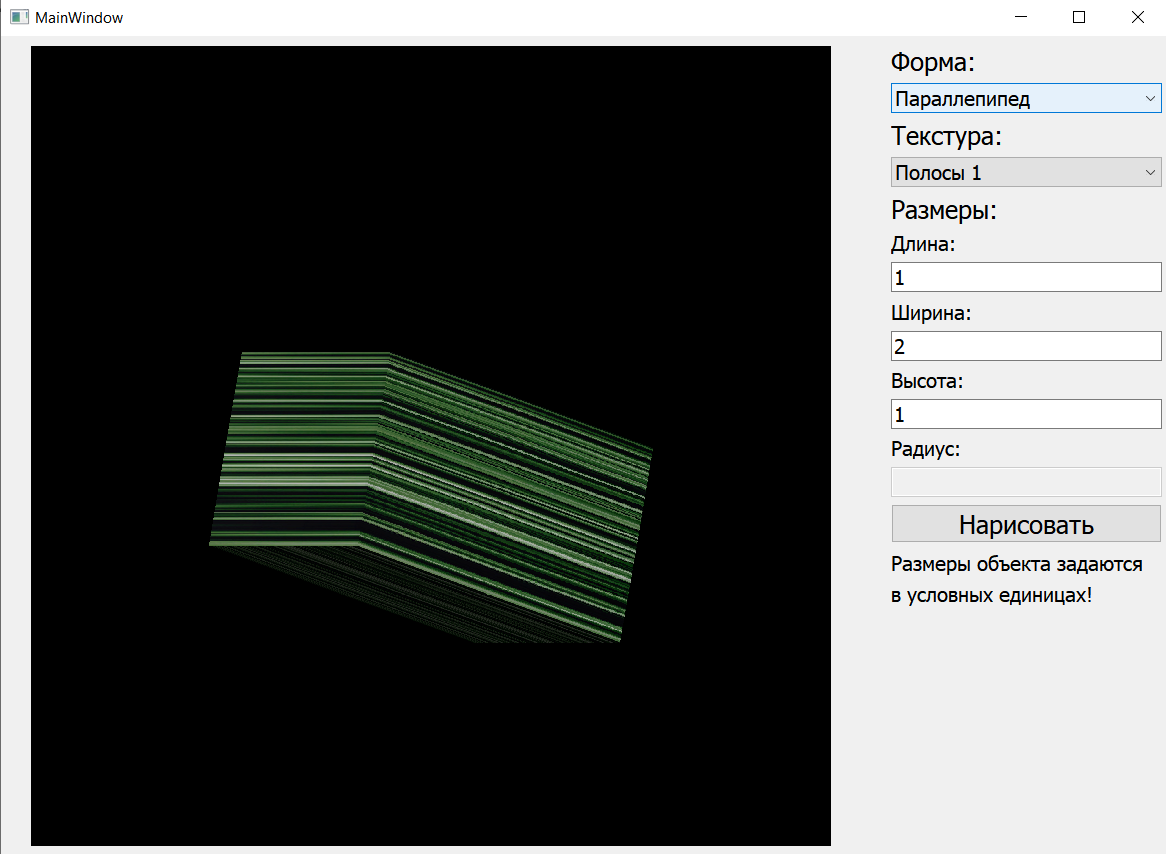 MainWindow
Форма:
Параллепипед
Текстура:
Полосы 1
Размеры:
Длина:
1
Ширина:
2
Высота:
1
Радиус:
Нарисовать
Размеры объекта задаются
в условных единицах!